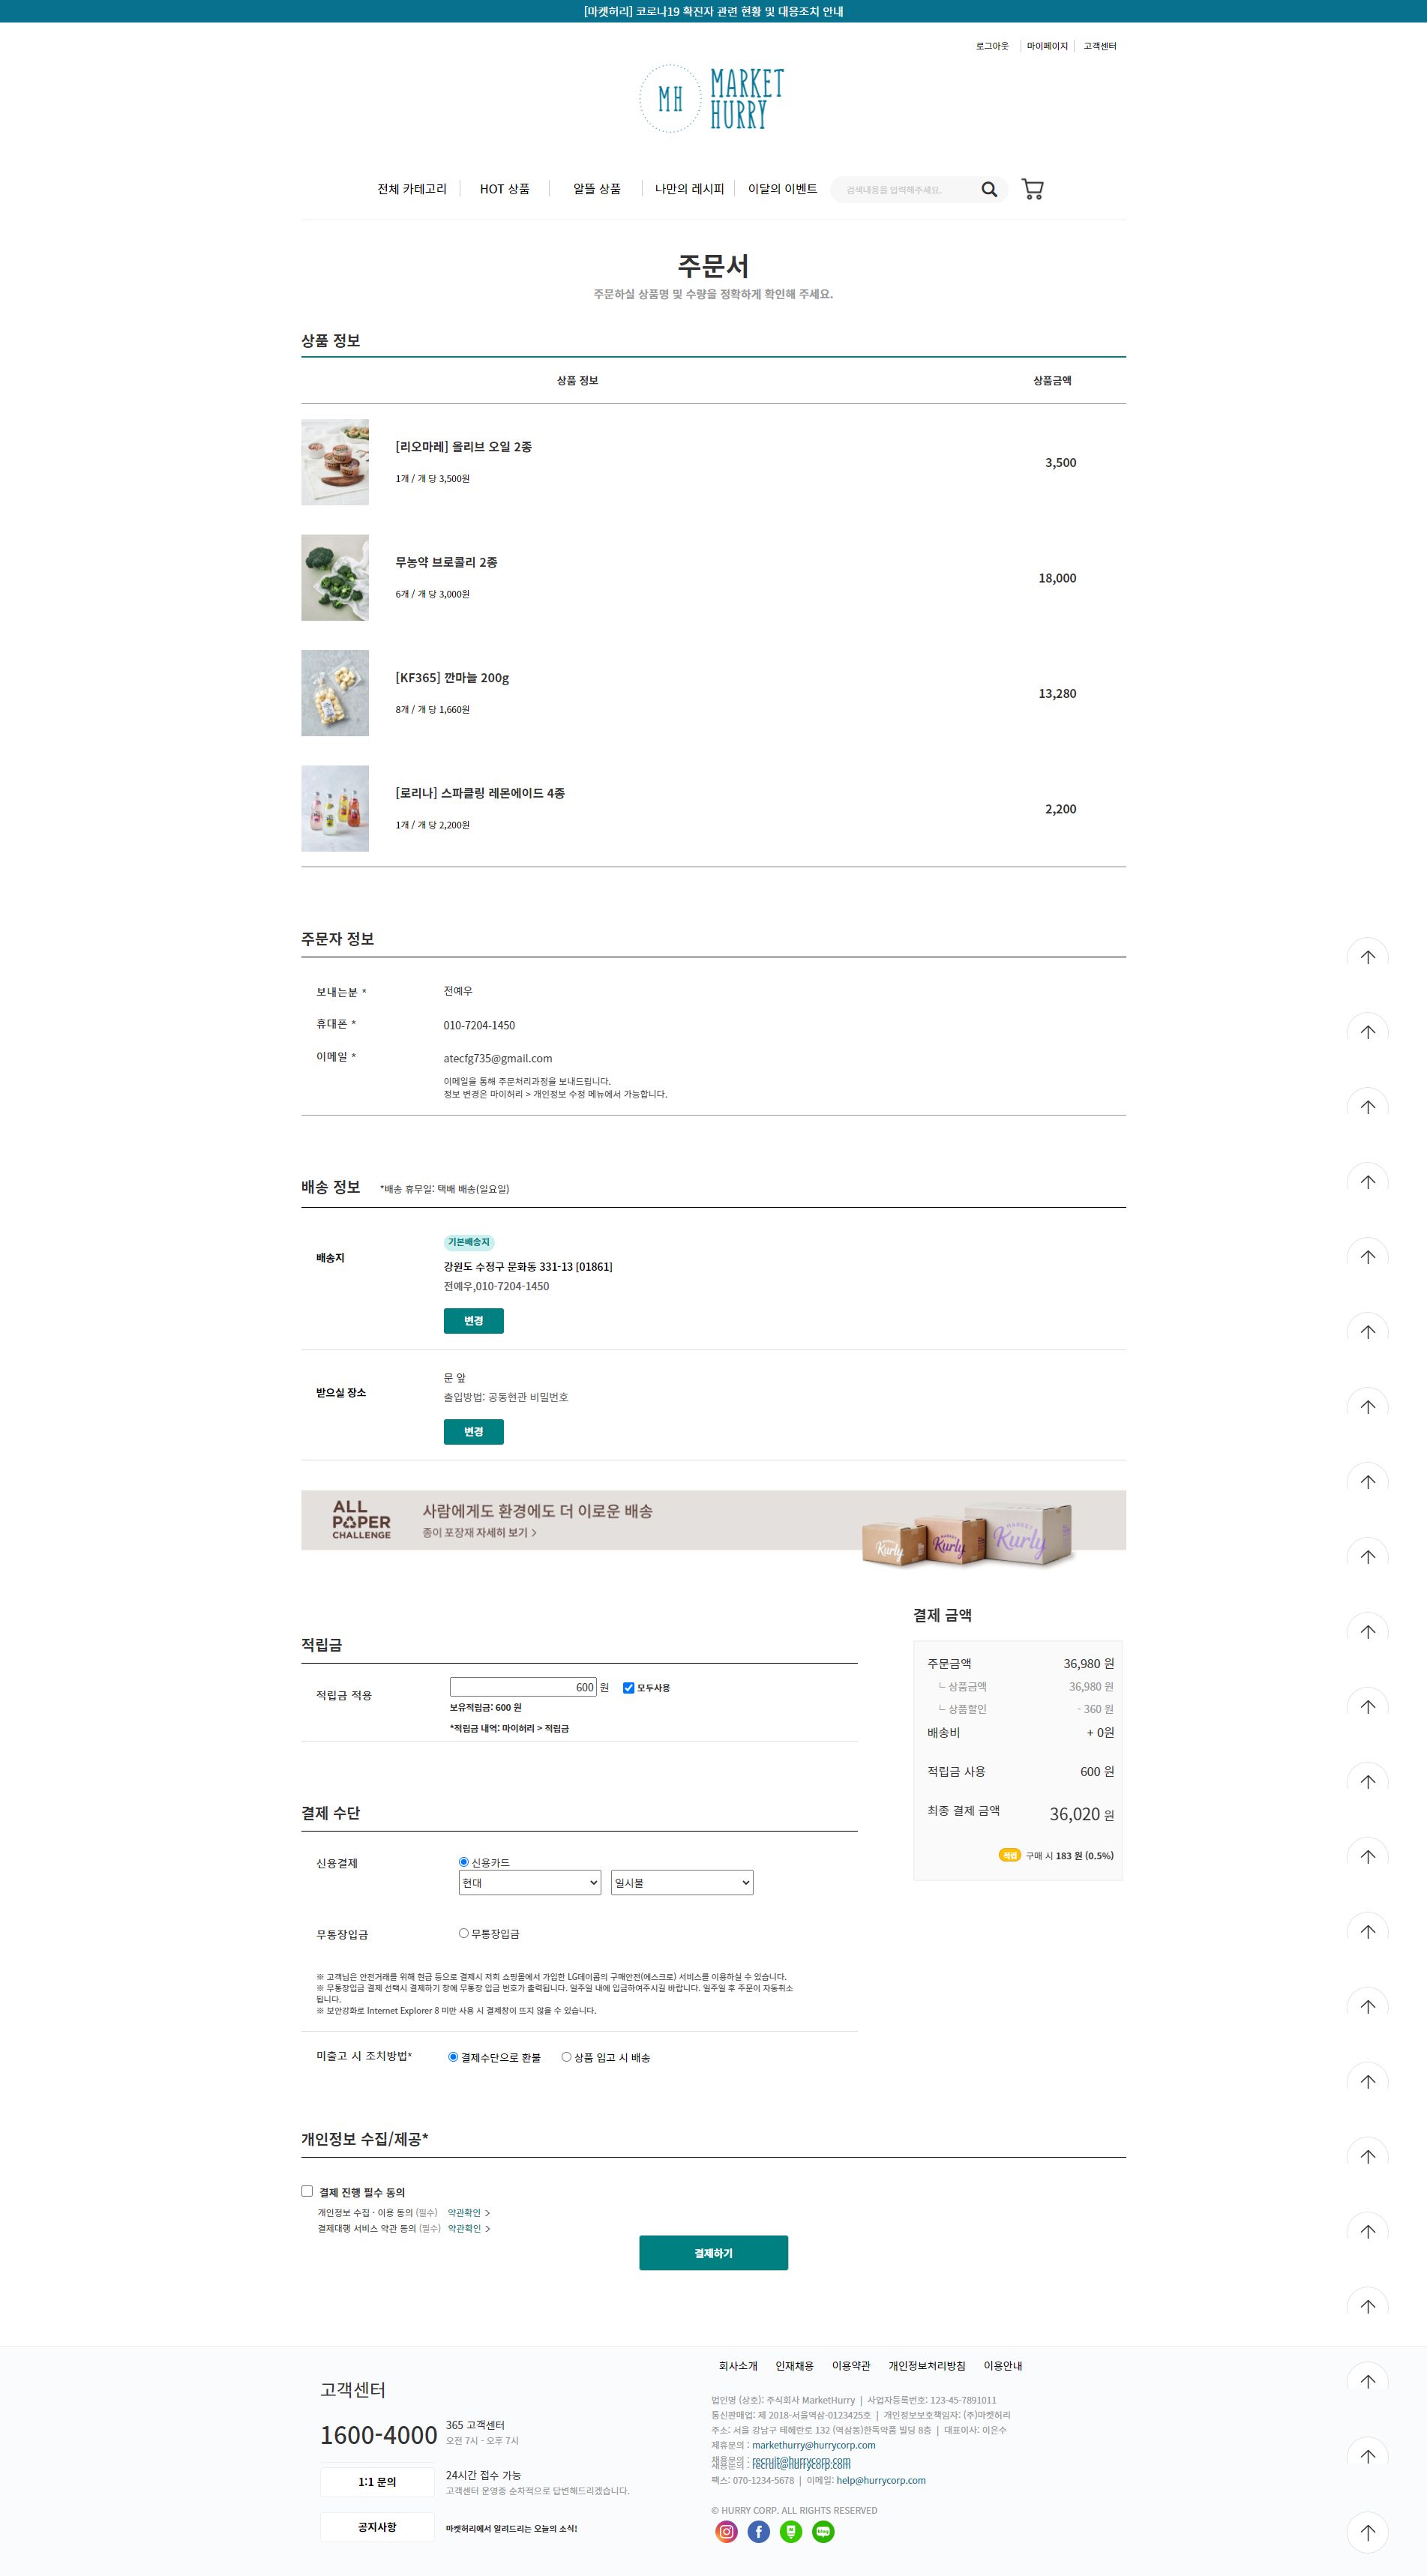 [마켓허리] 코로나19 확진자 관련 현황 및 대응조치 안내
로그아웃 마이페이지 고객센터
MH MARKET HURRY
전체 카테고리 HOT 상품 알뜰 상품 나만의 레시피 이달의 이벤트 검색내용을 입력해주세요.
주문서
주문하실 상품명 및 수량을 정확하게 확인해 주세요.
상품 정보
상품 정보 상품금액
[리오마레] 올리브 오일 2종
1개 / 개 당 3,500원
3,500
무농약 브로콜리 2종
6개 / 개 당 3,000원
18,000
[KF365] 깐마늘 200g
8개 / 개 당 1,660원
13,280
[로리나] 스파클링 레몬에이드 4종
1개 / 개 당 2,200원
2,200
주문자 정보
보내는분 * 전예우
휴대폰 * 010-7204-1450
이메일 * atecfg735@gmail.com
이메일을 통해 주문처리과정을 보내드립니다.
정보 변경은 마이허리 > 개인정보 수정 메뉴에서 가능합니다.
배송 정보 *배송 휴무일: 택배 배송(일요일)
기본배송지
배송지
강원도 수정구 문화동 331-13 [01861]
전예우,010-7204-1450
변경
문 앞
받으실 장소
출입방법: 공동현관 비밀번호
변경
ALL PAPER CHALLENGE
사람에게도 환경에도 더 이로운 배송
종이 포장재 자세히 보기 >
Kurly
Kurly
MARKET Kurly
적립금
적립금 적용 600 원 모두사용
보유적립금: 600 원
*적립금 내역: 마이허리 > 적립금
결제 금액
주문금액 36,980 원
└ 상품금액 36,980 원
└ 상품할인 - 360 원
배송비 + 0원
적립금 사용 600 원
최종 결제 금액 36,020 원
적립 구매 시 183 원 (0.5%)
결제 수단
신용결제 신용카드
현대 일시불
무통장입금 무통장입금
※ 고객님은 안전거래를 위해 현금 등으로 결제시 저희 쇼핑몰에서 가입한 LG데이콤의 구매안전(에스크로) 서비스를 이용하실 수 있습니다.
※ 무통장입금 결제 선택시 결제하기 창에 무통장 입금 번호가 출력됩니다. 일주일 내에 입금하여주시길 바랍니다. 일주일 후 주문이 자동취소
됩니다.
※ 보안강화로 Internet Explorer 8 미만 사용 시 결제창이 뜨지 않을 수 있습니다.
미출고 시 조치방법* 결제수단으로 환불 상품 입고 시 배송
개인정보 수집/제공*
결제 진행 필수 동의
개인정보 수집 · 이용 동의 (필수) 약관확인 >
결제대행 서비스 약관 동의 (필수) 약관확인 >
결제하기
고객센터
1600-4000
365 고객센터
오전 7시 - 오후 7시
1:1 문의
24시간 접수 가능
고객센터 운영중 순차적으로 답변해드리겠습니다.
공지사항
마켓허리에서 알려드리는 오늘의 소식!
회사소개 인재채용 이용약관 개인정보처리방침 이용안내
법인명 (상호): 주식회사 MarketHurry | 사업자등록번호: 123-45-7891011
통신판매업: 제 2018-서울역삼-0123425호 | 개인정보보호책임자: (주)마켓허리
주소: 서울 강남구 테헤란로 132 (역삼동)한독약품 빌딩 8층 | 대표이사: 이은수
제휴문의 : markethurry@hurrycorp.com
채용문의 : recruit@hurrycorp.com
채용문의 : recruit@hurrycorp.com
팩스: 070-1234-5678 | 이메일: help@hurrycorp.com
© HURRY CORP. ALL RIGHTS RESERVED
blog